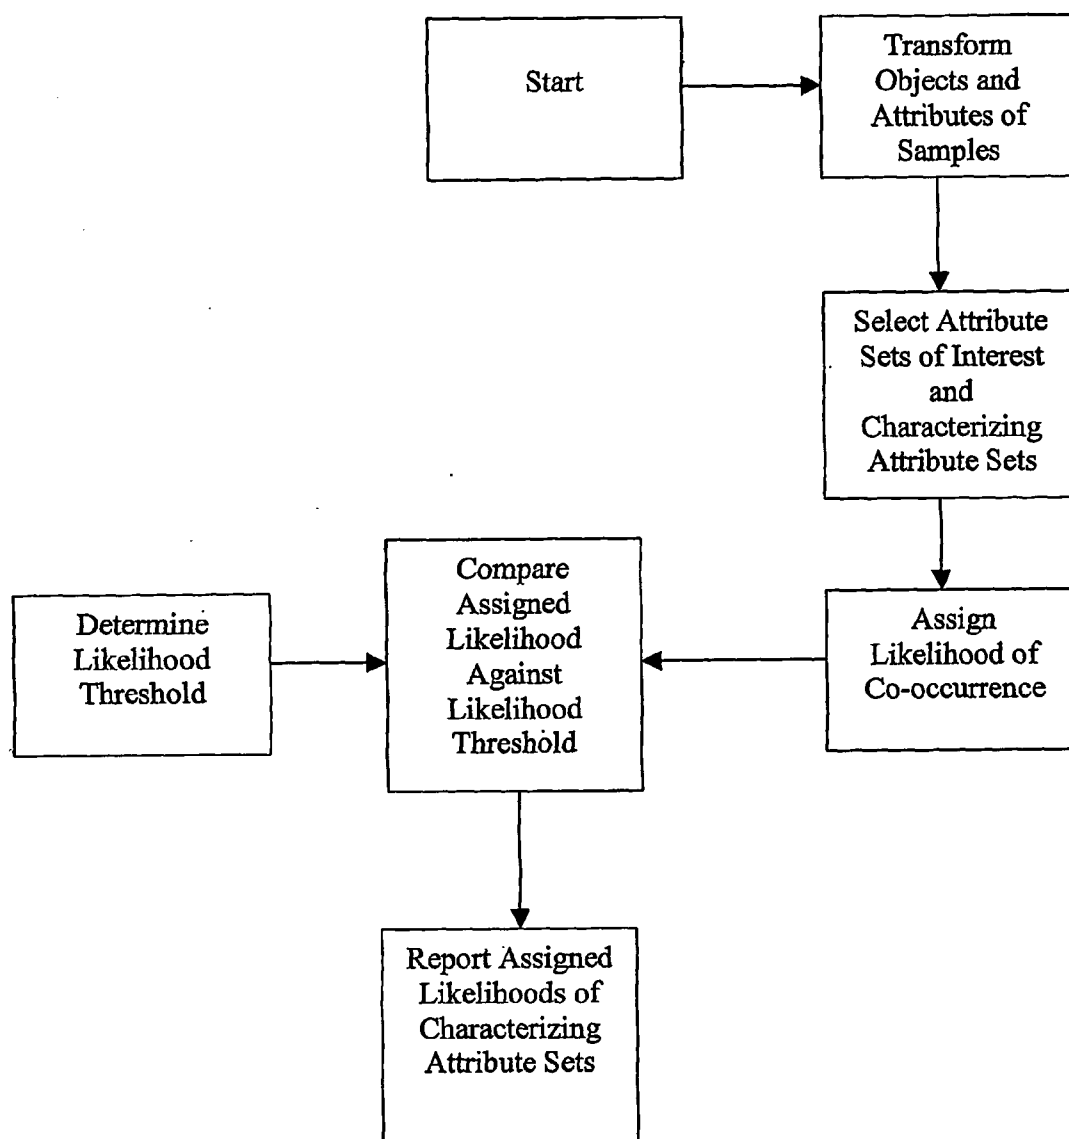 Start
Transform
Objects and
Attributes of
Samples
Select Attribute
Sets of Interest
and
Characterizing
Attribute Sets
Assign
Likelihood of
Co-occurrence
Compare
Assigned
Likelihood
Against
Likelihood
Threshold
Determine
Likelihood
Threshold
Report Assigned
Likelihoods of
Characterizing
Attribute Sets